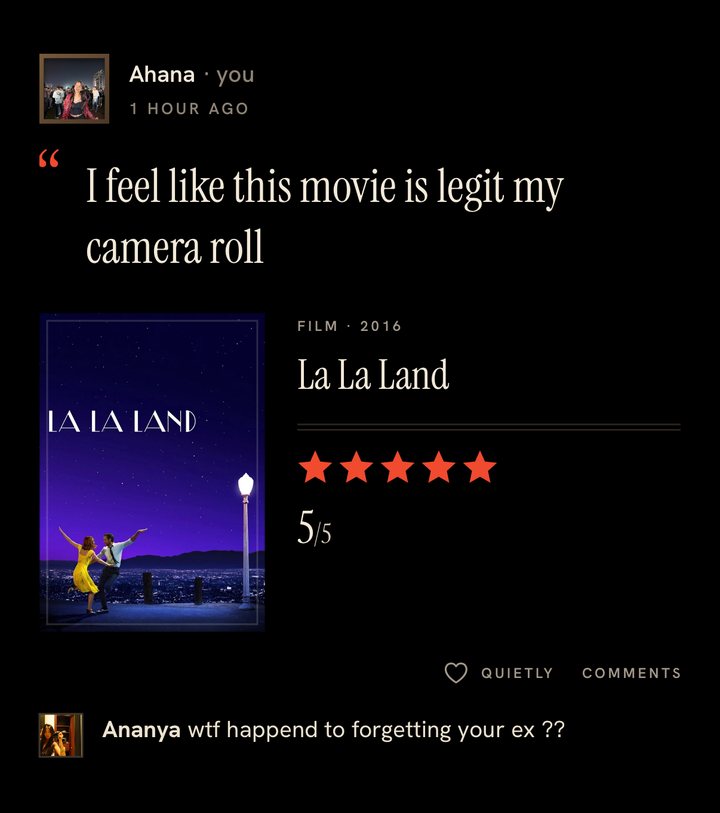 Ahana · you
1 HOUR AGO
“ I feel like this movie is legit my
camera roll
FILM · 2016
La La Land
LA LA LAND
5/5
QUIETLY COMMENTS
Ananya wtf happend to forgetting your ex ??